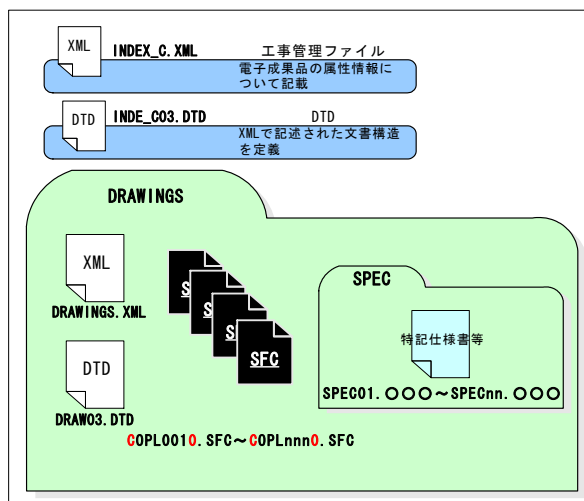 XML
INDEX_C.XML 工事管理ファイル
電子成果品の属性情報に
ついて記載
DTD
INDE_C03.DTD DTD
XMLで記述された文書構造
を定義
DRAWINGS
XML
DRAWINGS.XML
DTD
DRAW03.DTD
S
S
S
SFC
C0PL0010.SFC～C0PLnnn0.SFC
SPEC
特記仕様書等
SPEC01.○○○～SPECnn.○○○